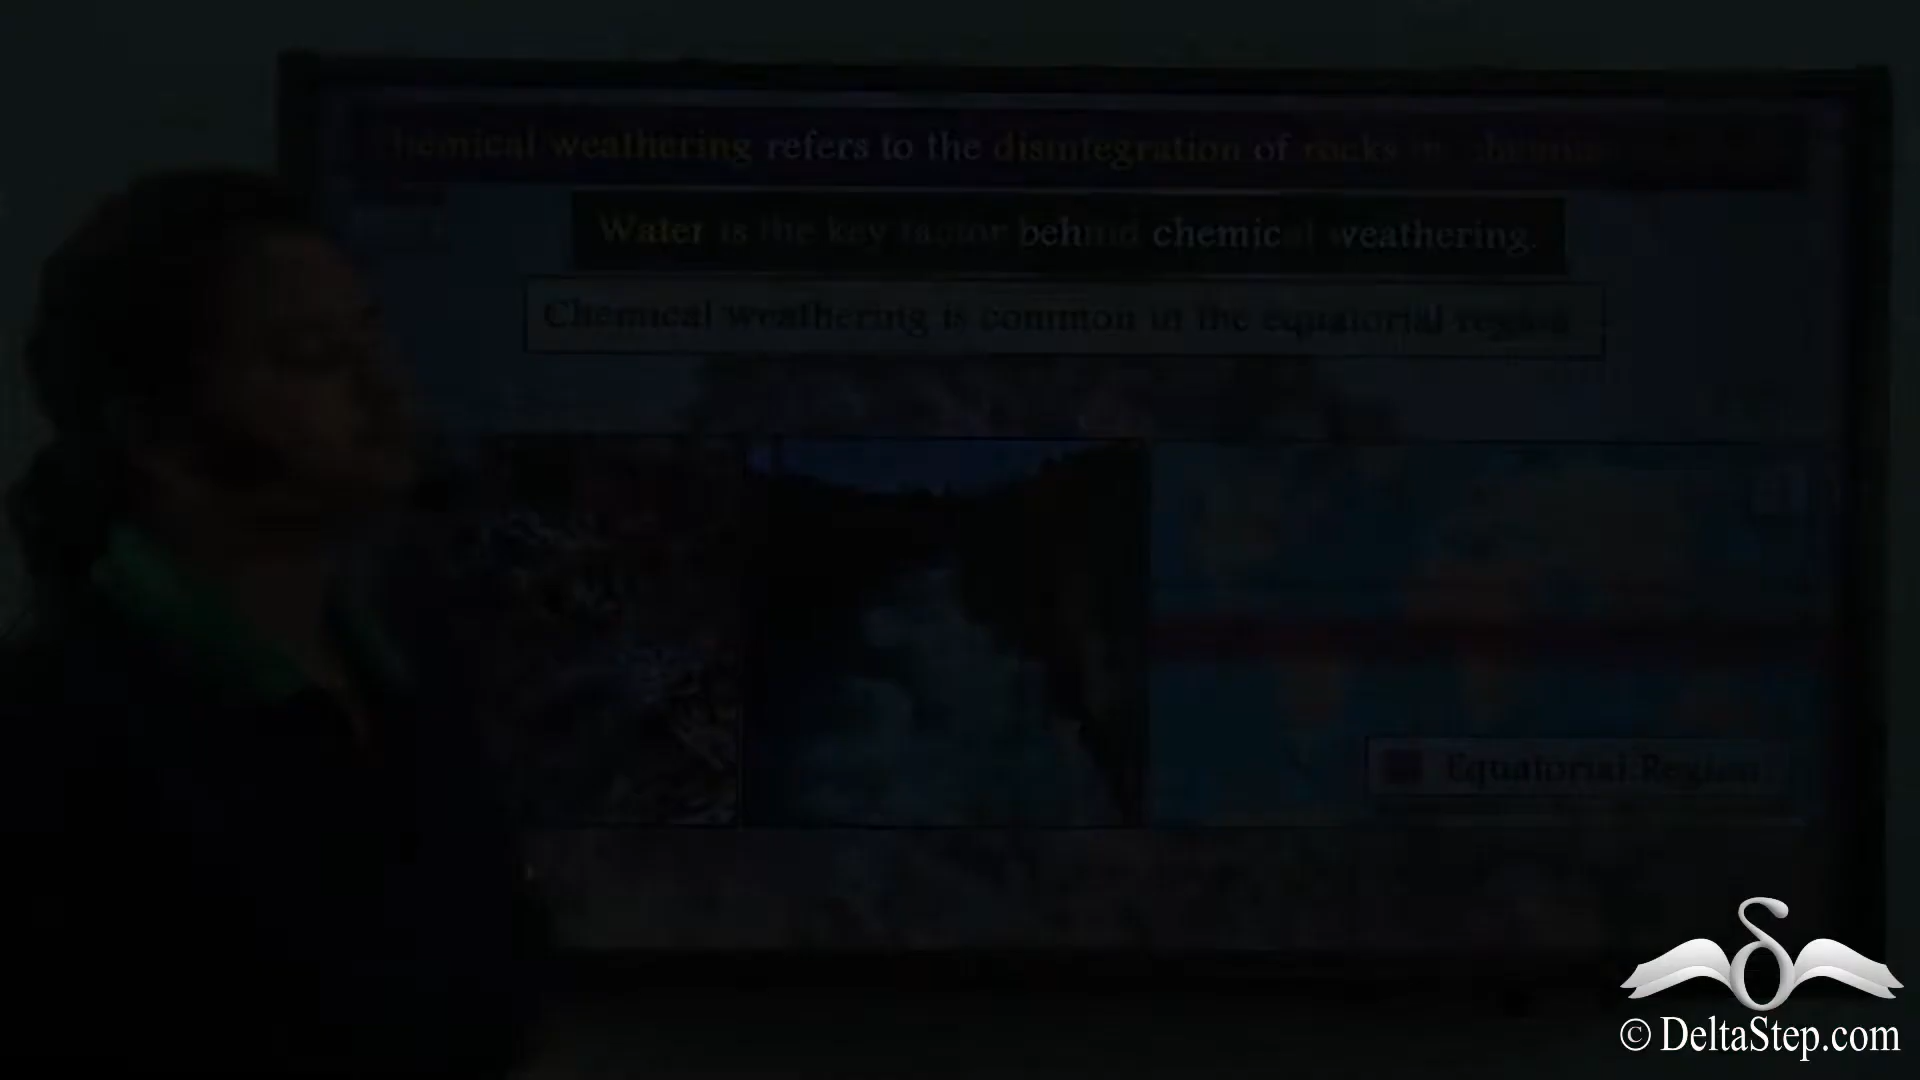 Chemical weathering refers to the disintegration of rocks
Water is the key factor behind chemical weathering.
Chemical weathering is common in the equatorial region
Equatorial Region
© DeltaStep.com